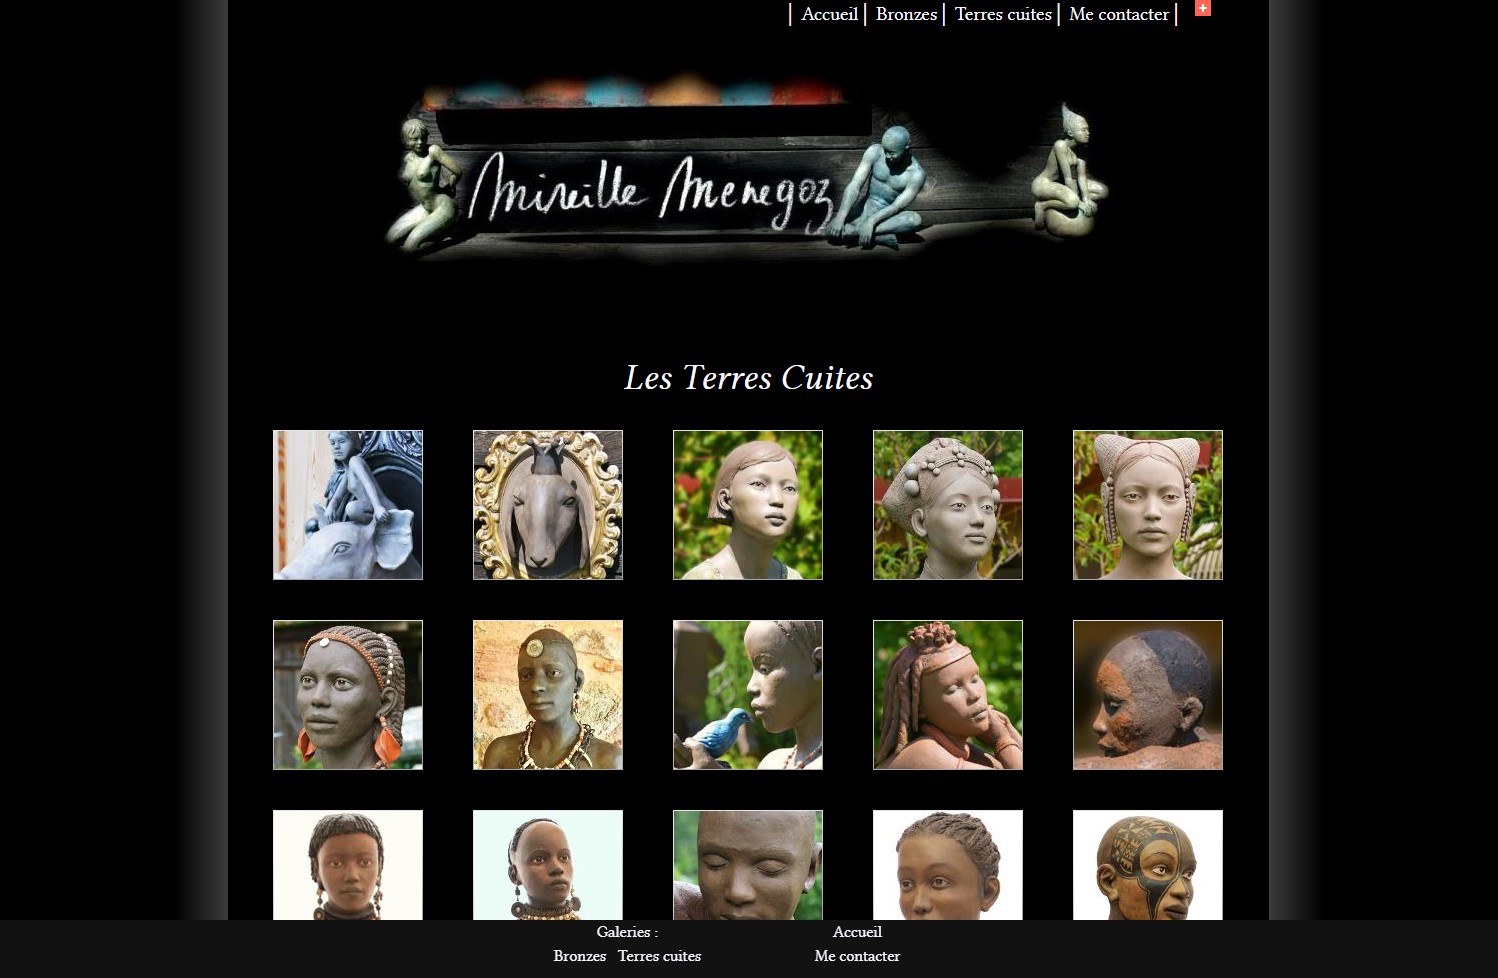 Accueil Bronzes Terres cuites Me contacter
Mireille Menegoz
Les Terres Cuites
Galeries : Accueil
Bronzes Terres cuites Me contacter